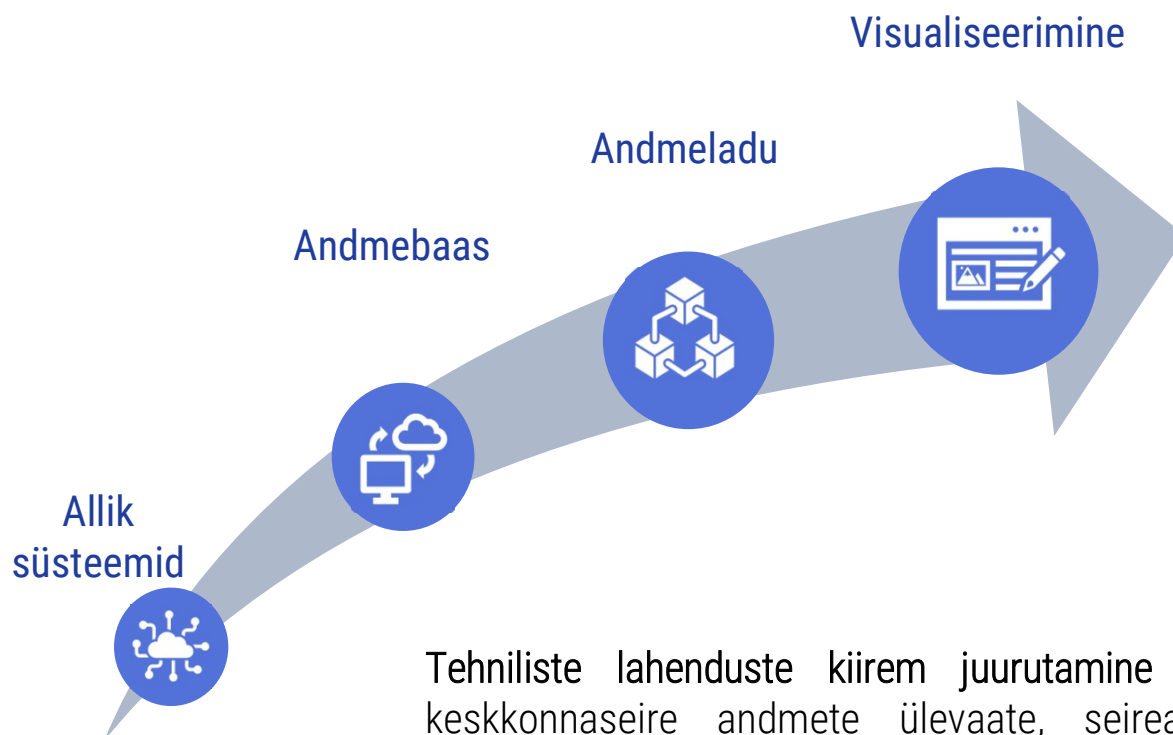 Visualiseerimine
Andmeladu
Andmebaas
Allik
süsteemid
Tehniliste lahenduste kiirem juurutamine
keskkonnaseire andmete ülevaate,